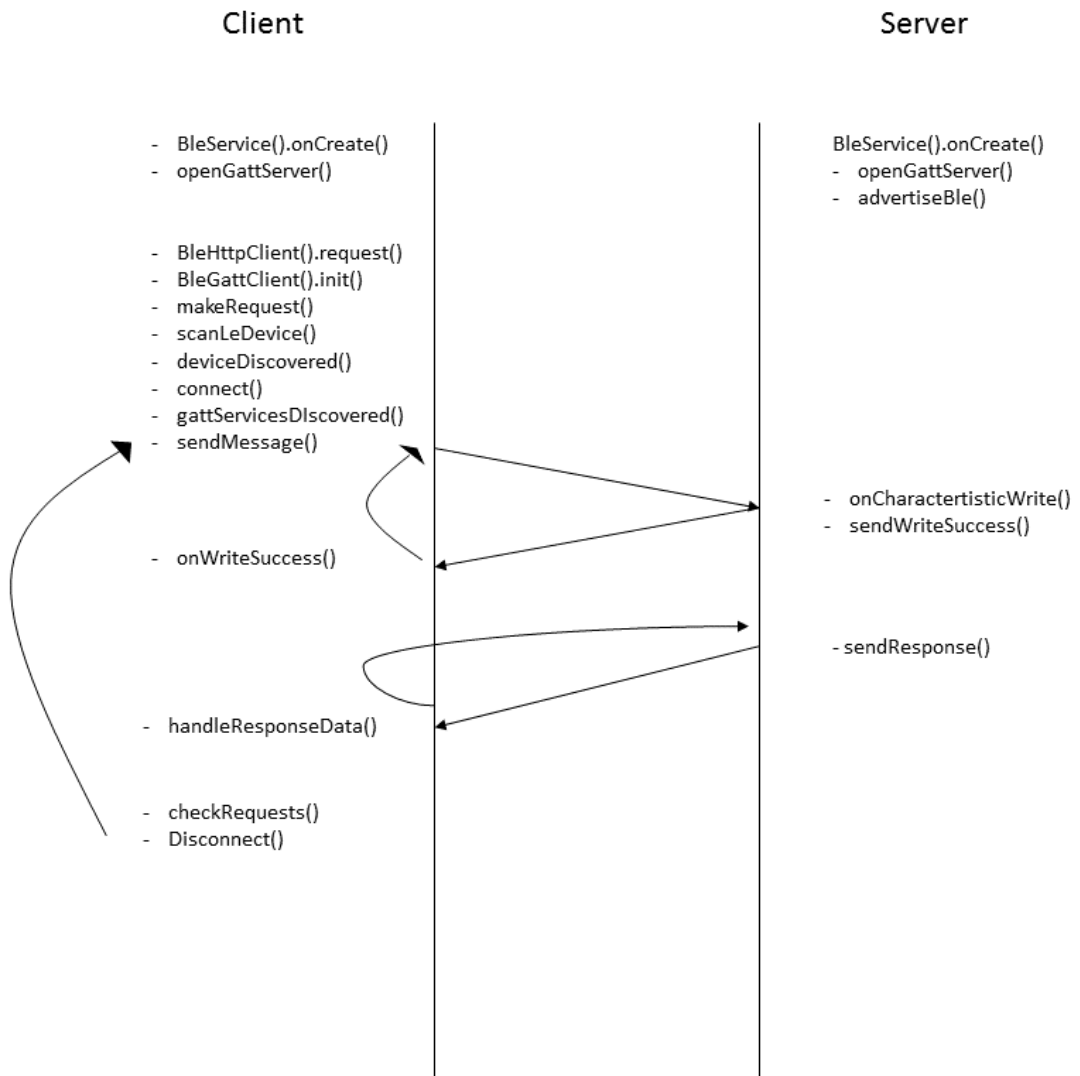 Client
Server
- BleService().onCreate()
- openGattServer()
BleService().onCreate()
- openGattServer()
- advertiseBle()
- BleHttpClient().request()
- BleGattClient().init()
- makeRequest()
- scanLeDevice()
- deviceDiscovered()
- connect()
- gattServicesDIscovered()
- sendMessage()
- onCharactertisticWrite()
- sendWriteSuccess()
- onWriteSuccess()
- sendResponse()
- handleResponseData()
- checkRequests()
- Disconnect()